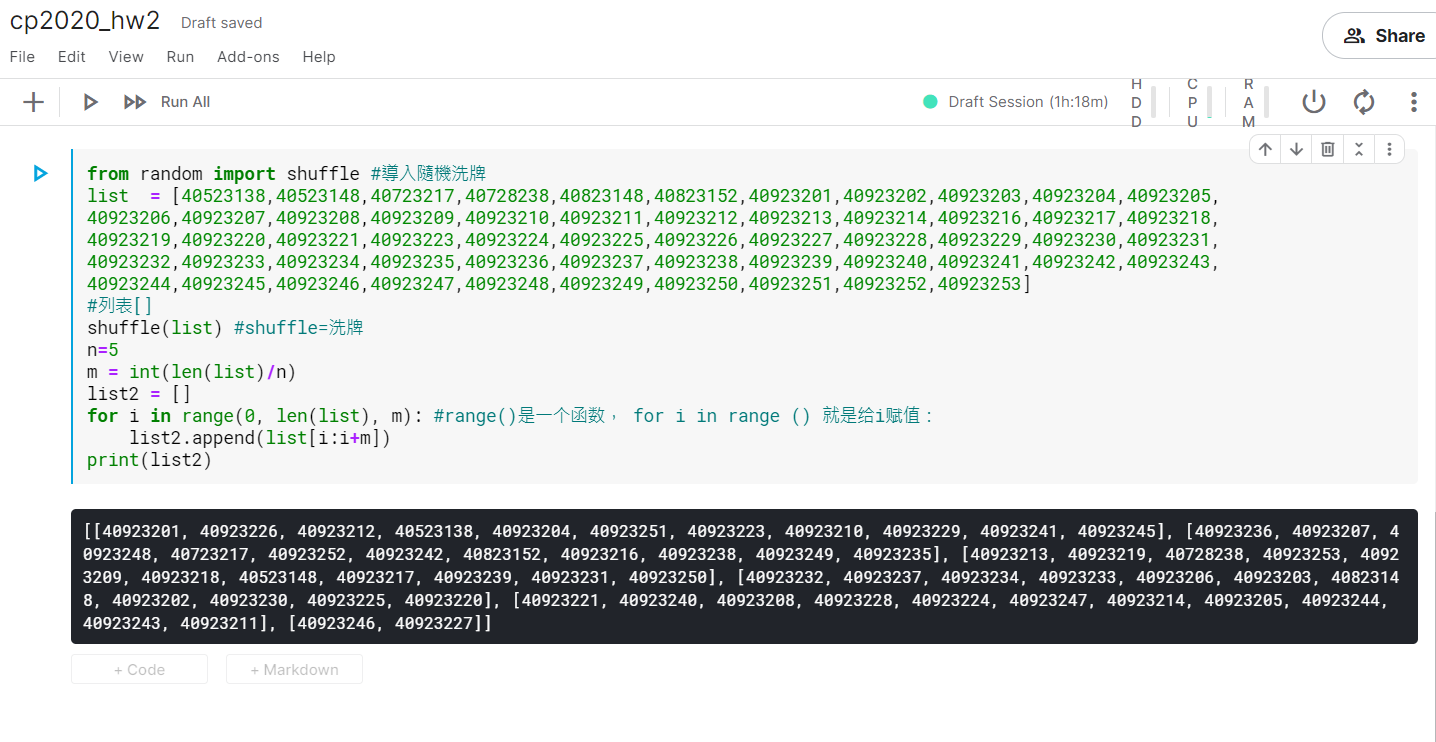 cp2020_hw2 Draft saved
File Edit View Run Add-ons Help
Share
Run All
Draft Session (1h:18m)
HDD
CPU
RAM
from random import shuffle #導入隨機洗牌
list  = [40523138,40523148,40723217,40728238,40823148,40823152,40923201,40923202,40923203,40923204,40923205,
40923206,40923207,40923208,40923209,40923210,40923211,40923212,40923213,40923214,40923216,40923217,40923218,
40923219,40923220,40923221,40923223,40923224,40923225,40923226,40923227,40923228,40923229,40923230,40923231,
40923232,40923233,40923234,40923235,40923236,40923237,40923238,40923239,40923240,40923241,40923242,40923243,
40923244,40923245,40923246,40923247,40923248,40923249,40923250,40923251,40923252,40923253]
#列表[]
shuffle(list) #shuffle=洗牌
n=5
m = int(len(list)/n)
list2 = []
for i in range(0, len(list), m): #range()是一个函数， for i in range () 就是给i赋值：
    list2.append(list[i:i+m])
print(list2)
[[40923201, 40923226, 40923212, 40523138, 40923204, 40923251, 40923223, 40923210, 40923229, 40923241, 40923245], [40923236, 40923207, 4
0923248, 40723217, 40923252, 40923242, 40823152, 40923216, 40923238, 40923249, 40923235], [40923213, 40923219, 40728238, 40923253, 4092
3209, 40923218, 40523148, 40923217, 40923239, 40923231, 40923250], [40923232, 40923237, 40923234, 40923233, 40923206, 40923203, 4082314
8, 40923202, 40923230, 40923225, 40923220], [40923221, 40923240, 40923208, 40923228, 40923224, 40923247, 40923214, 40923205, 40923244,
40923243, 40923211], [40923246, 40923227]]
+ Code + Markdown